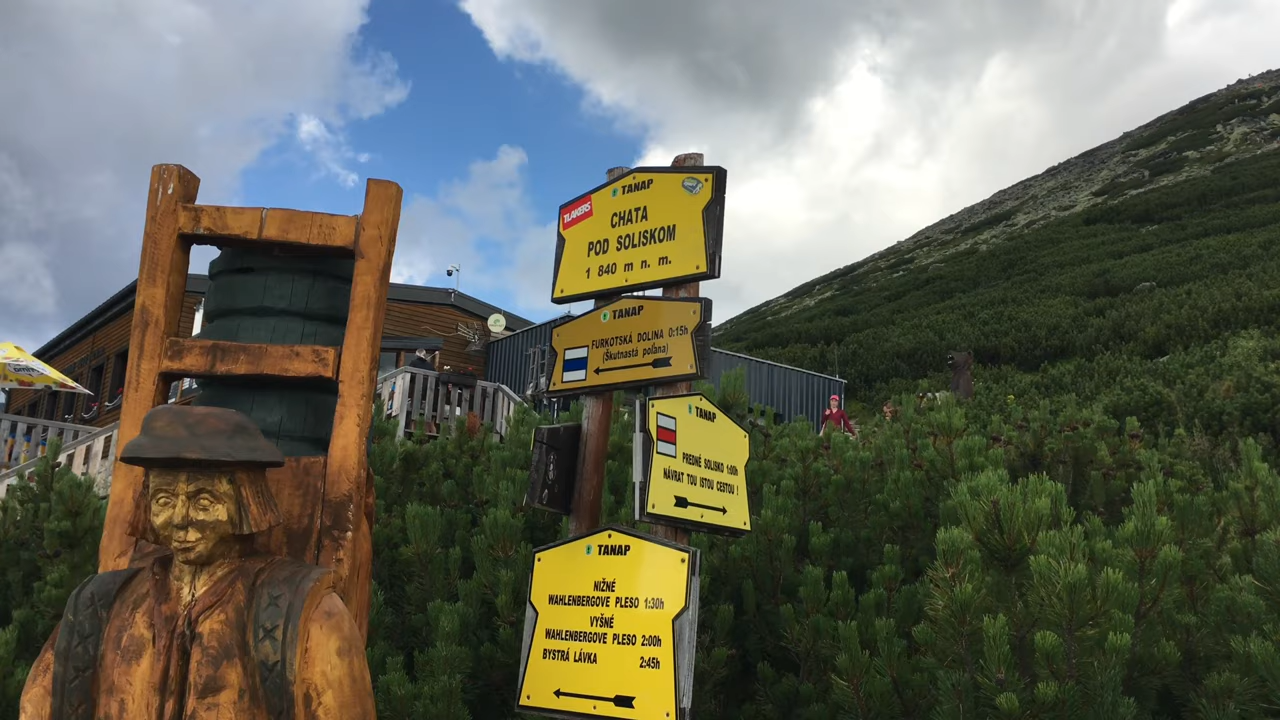 TANAP
TLAKERS
CHATA
POD SOLISKOM
1 840 m n. m.
TANAP
FURKOTSKÁ DOLINA 0:15h
(Škutnastá poľana)
TANAP
PREDNÉ SOLISKO 1:00h
NÁVRAT TOU ISTOU CESTOU !
TANAP
NIŽNÉ
WAHLENBERGOVE PLESO 1:30h
VYŠNÉ
WAHLENBERGOVE PLESO 2:00h
BYSTRÁ LÁVKA 2:45h